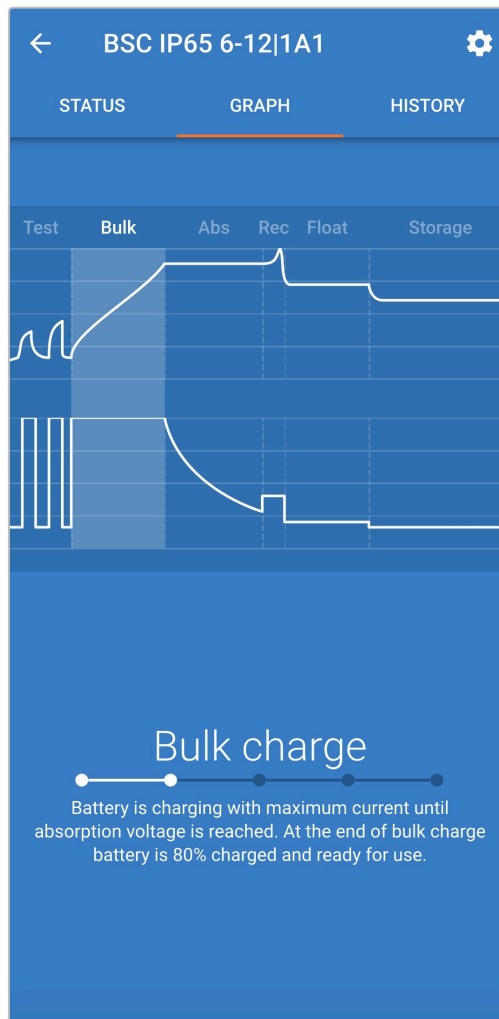 BSC IP65 6-12|1A1
STATUS GRAPH HISTORY
Test Bulk Abs Rec Float Storage
Bulk charge
Battery is charging with maximum current until
absorption voltage is reached. At the end of bulk charge
battery is 80% charged and ready for use.